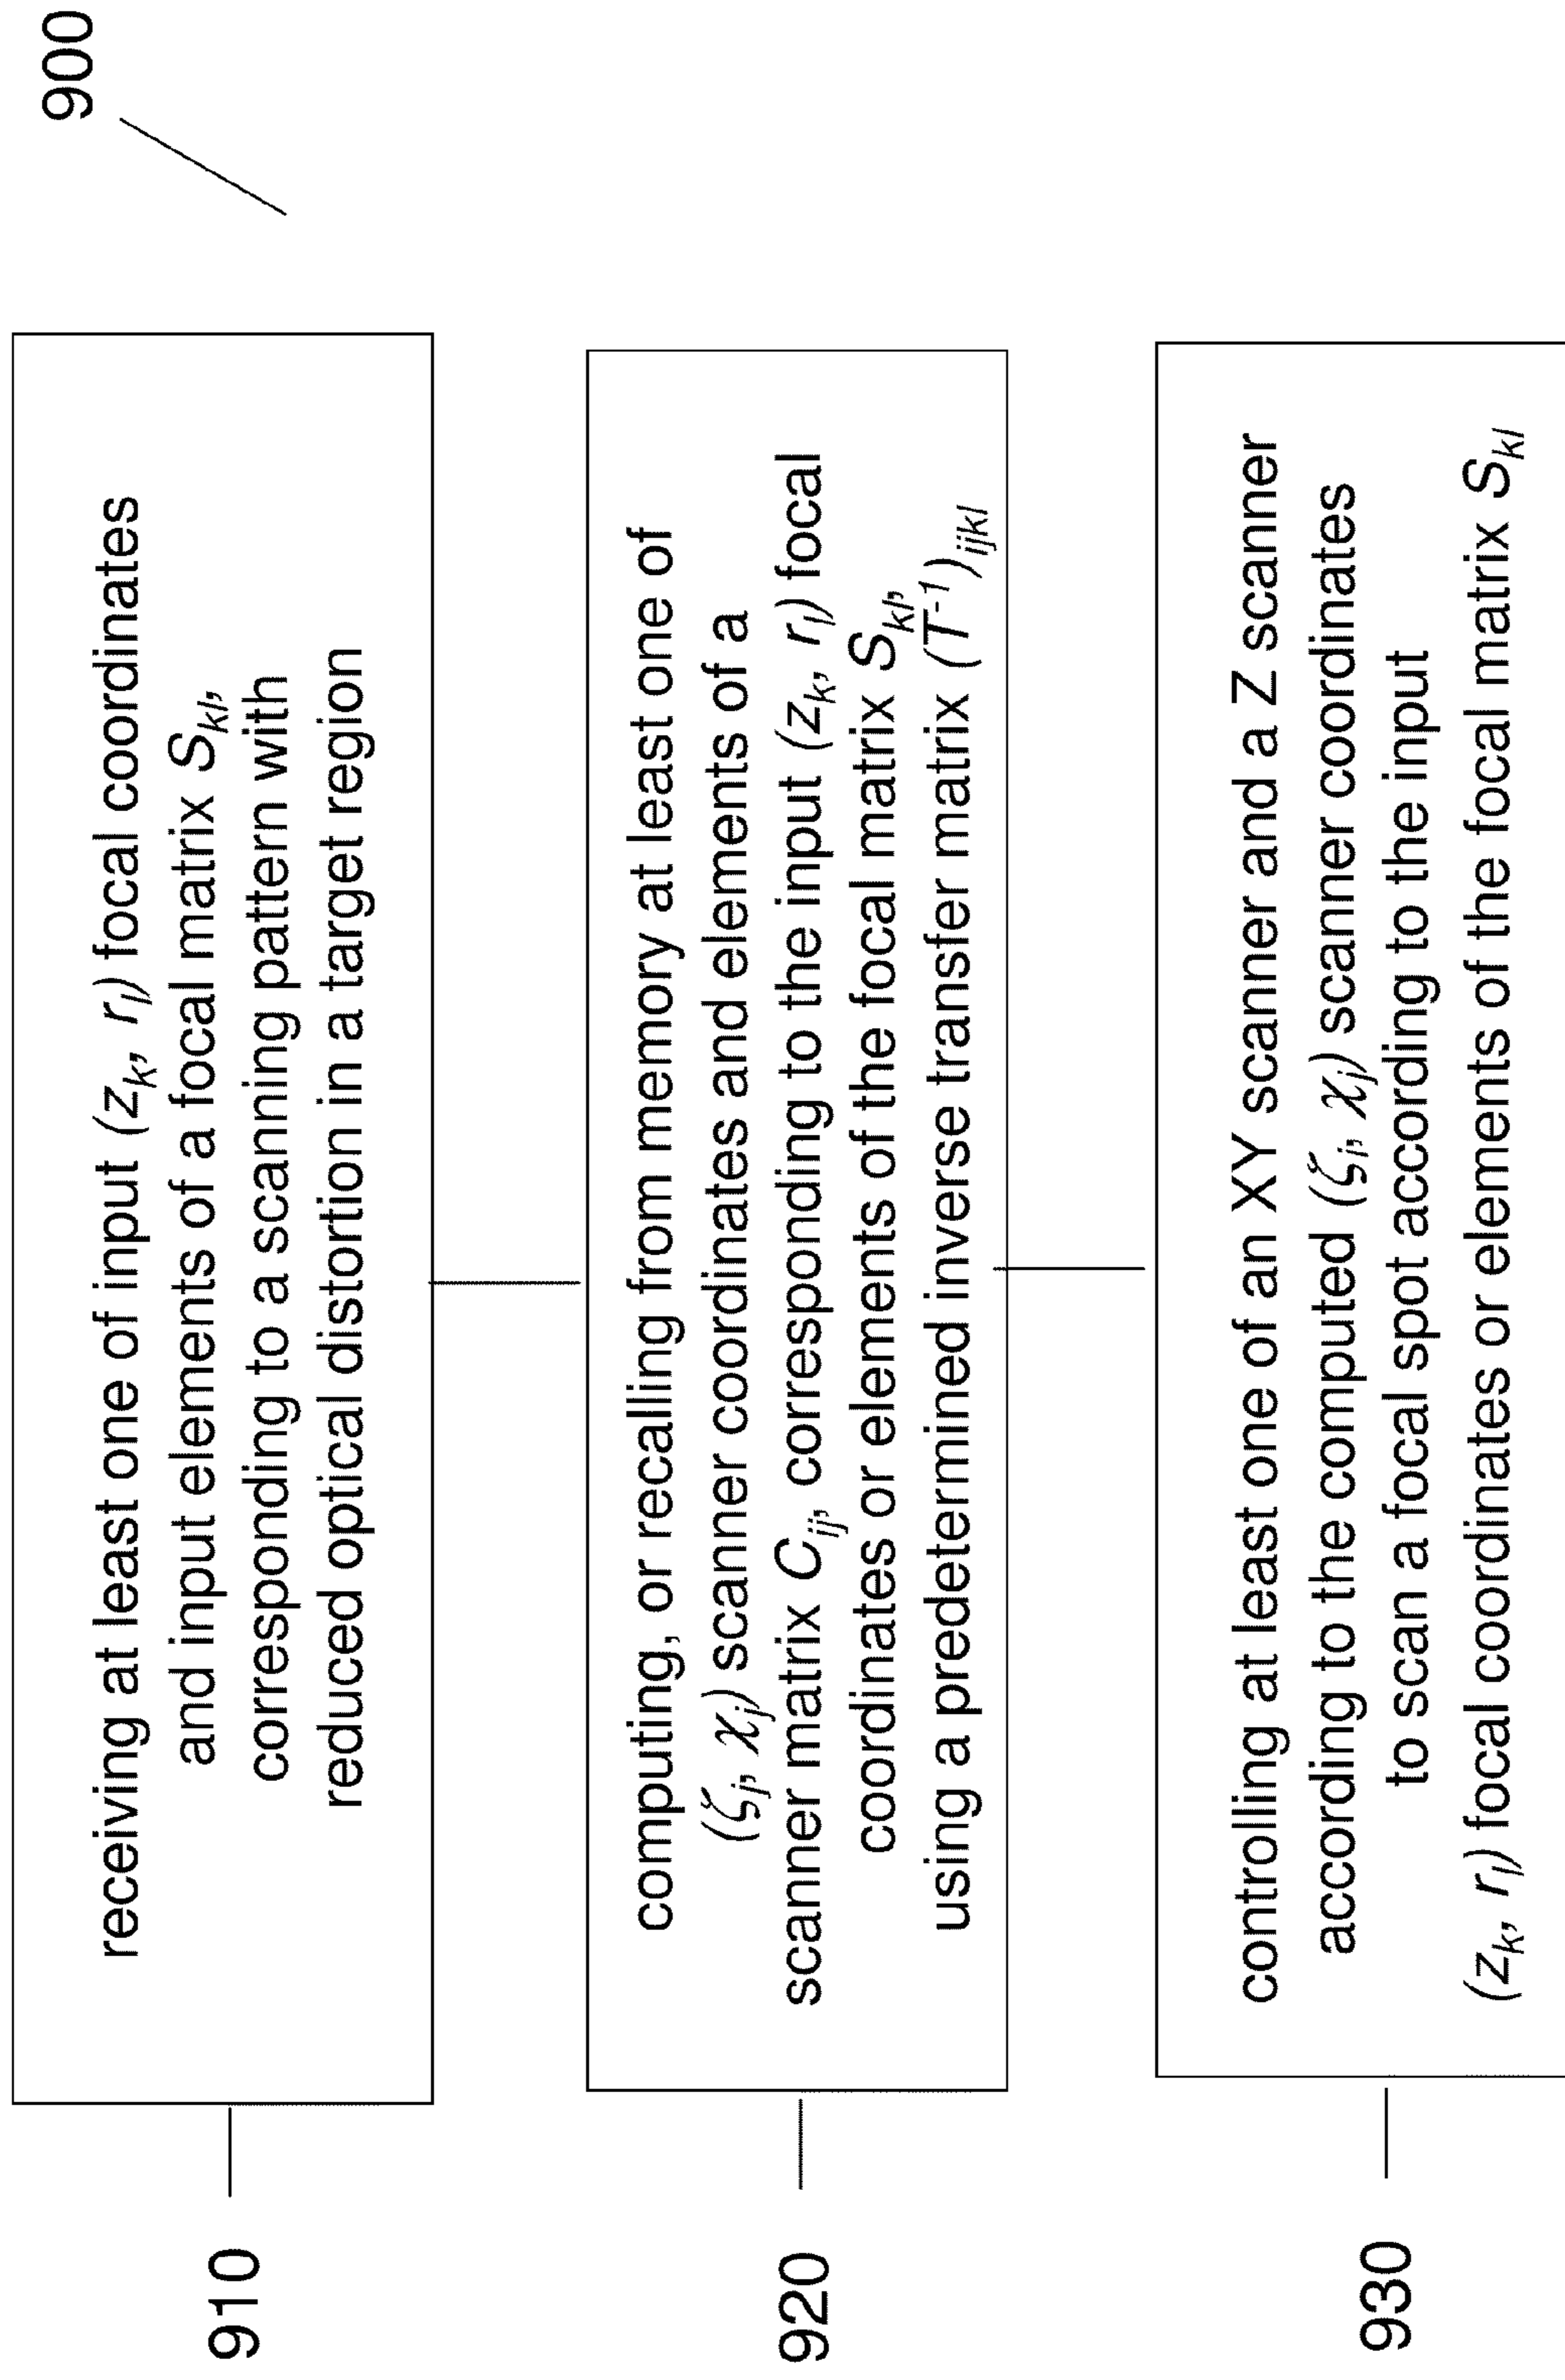 900
910
receiving at least one of input (z_k, r_l) focal coordinates
and input elements of a focal matrix S_kl,
corresponding to a scanning pattern with
reduced optical distortion in a target region
920
computing, or recalling from memory at least one of
(ζ_j, χ_j) scanner coordinates and elements of a
scanner matrix C_ij, corresponding to the input (z_k, r_l) focal
coordinates or elements of the focal matrix S_kl,
using a predetermined inverse transfer matrix (T⁻¹)_ijkl
930
controlling at least one of an XY scanner and a Z scanner
according to the computed (ζ_i, χ_j) scanner coordinates
to scan a focal spot according to the input
(z_k, r_l) focal coordinates or elements of the focal matrix S_kl